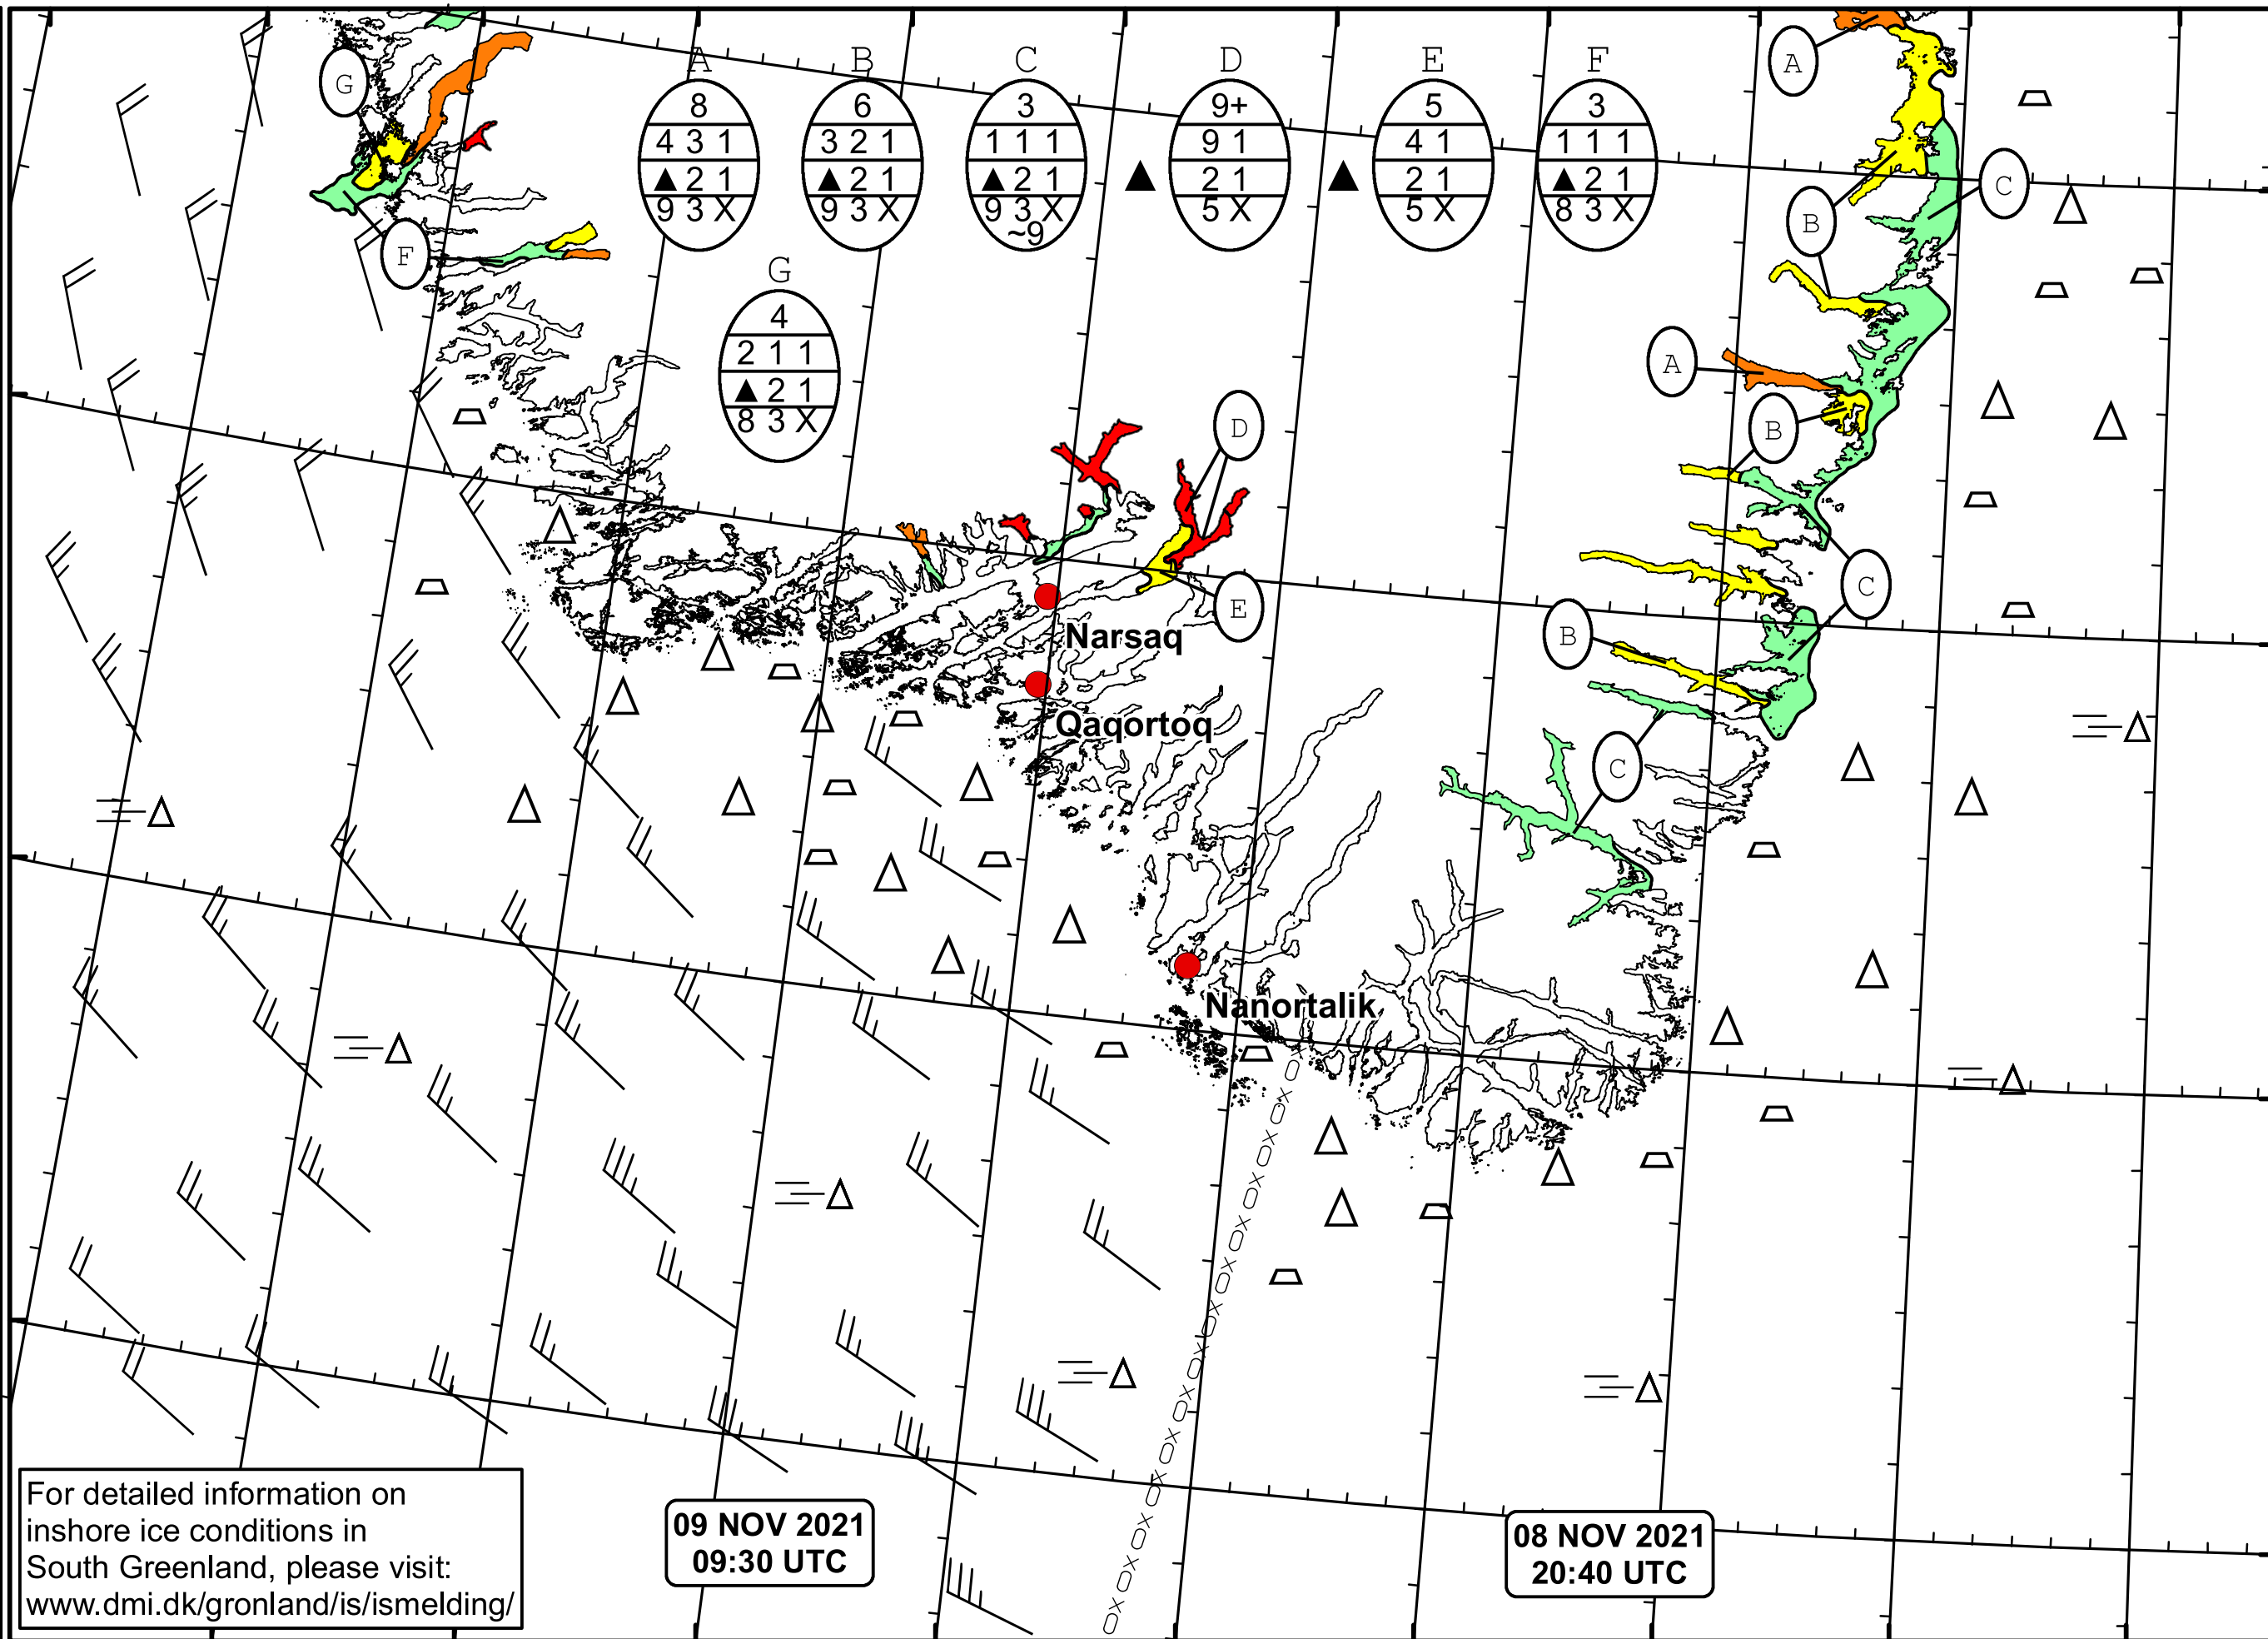 A B C D E F
8 6 3 9+ 5 3
4 3 1 3 2 1 1 1 1 9 1 4 1 1 1 1
▲ 2 1 ▲ 2 1 ▲ 2 1 ▲ 2 1 ▲ 2 1 ▲ 2 1
9 3 X 9 3 X 9 3 X 5 X 5 X 8 3 X
~9
G
4
2 1 1
▲ 2 1
8 3 X
G
F
A
C
B
A
B
D
C
E
B
C
Narsaq
Qaqortoq
Nanortalik
For detailed information on
inshore ice conditions in
South Greenland, please visit:
www.dmi.dk/gronland/is/ismelding/
09 NOV 2021
09:30 UTC
08 NOV 2021
20:40 UTC